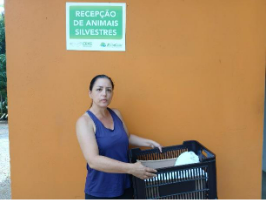 RECEPÇÃO
DE ANIMAIS
SILVESTRES